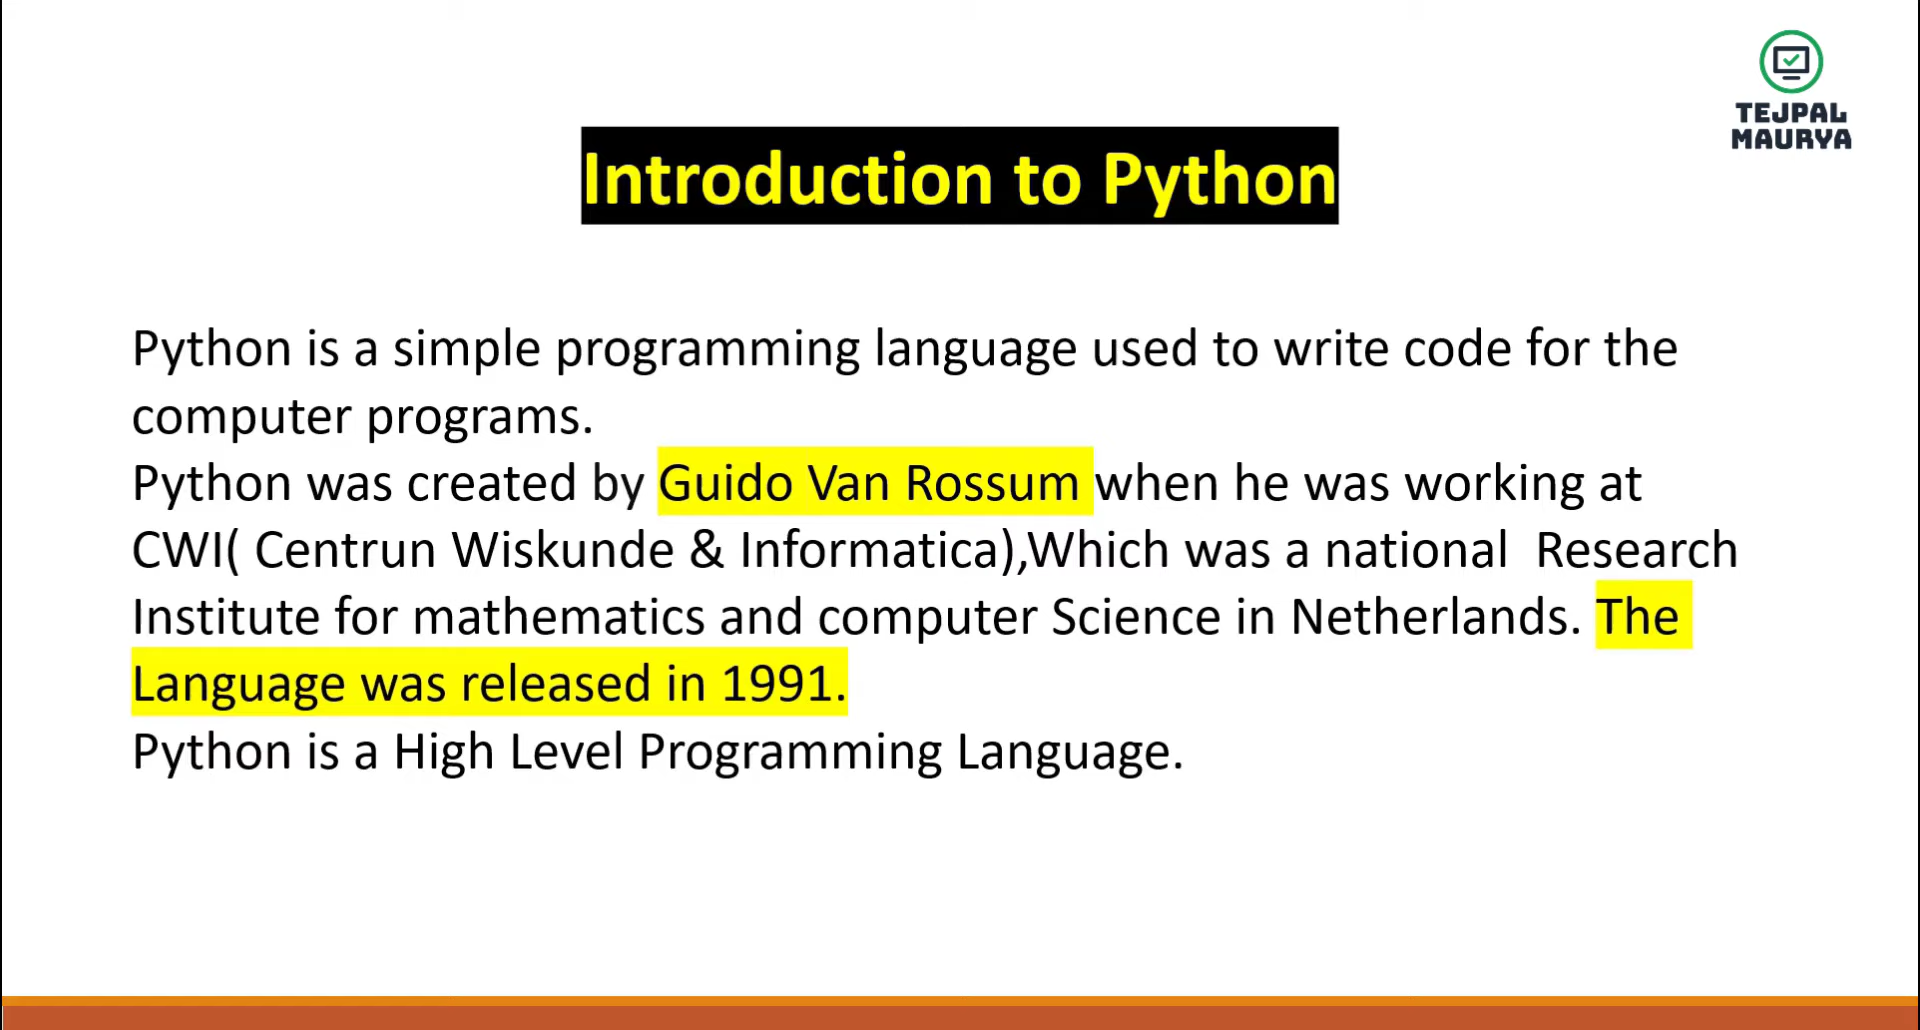 TEJPAL
MAURYA
Introduction to Python
Python is a simple programming language used to write code for the
computer programs.
Python was created by Guido Van Rossum when he was working at
CWI( Centrun Wiskunde & Informatica),Which was a national  Research
Institute for mathematics and computer Science in Netherlands. The
Language was released in 1991.
Python is a High Level Programming Language.